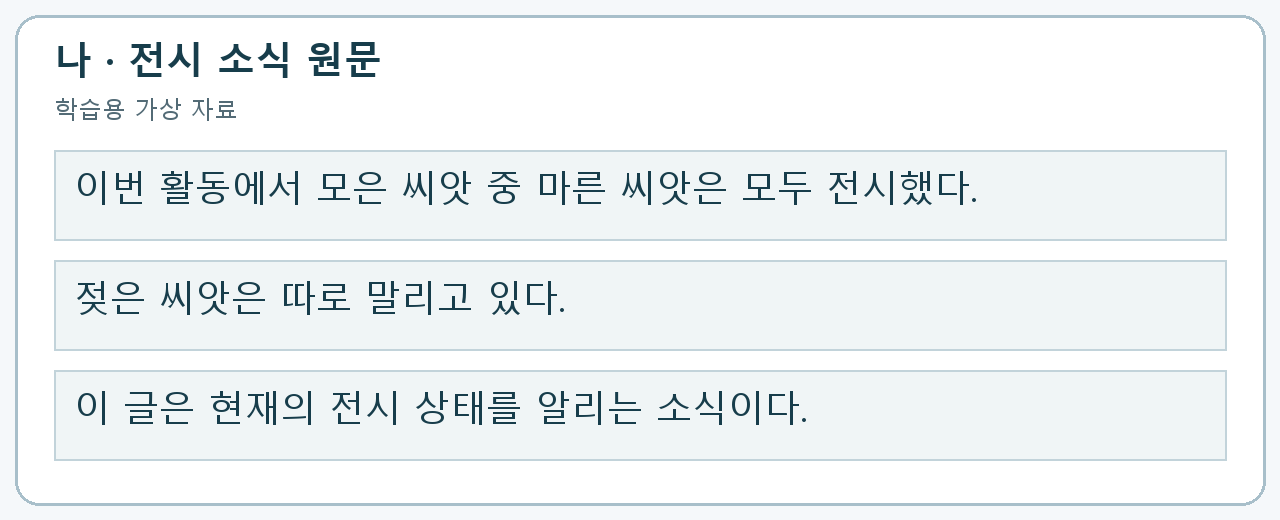 나 · 전시 소식 원문
학습용 가상 자료
이번 활동에서 모은 씨앗 중 마른 씨앗은 모두 전시했다.
젖은 씨앗은 따로 말리고 있다.
이 글은 현재의 전시 상태를 알리는 소식이다.